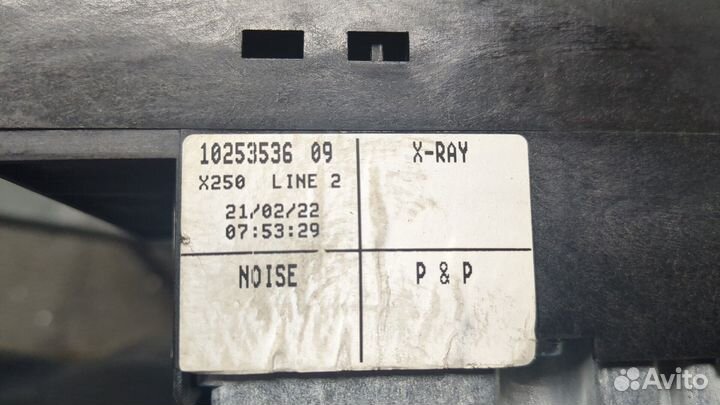 10253536 09
X250 LINE 2
21/02/22
07:53:29
X-RAY
NOISE
P & P
Avito